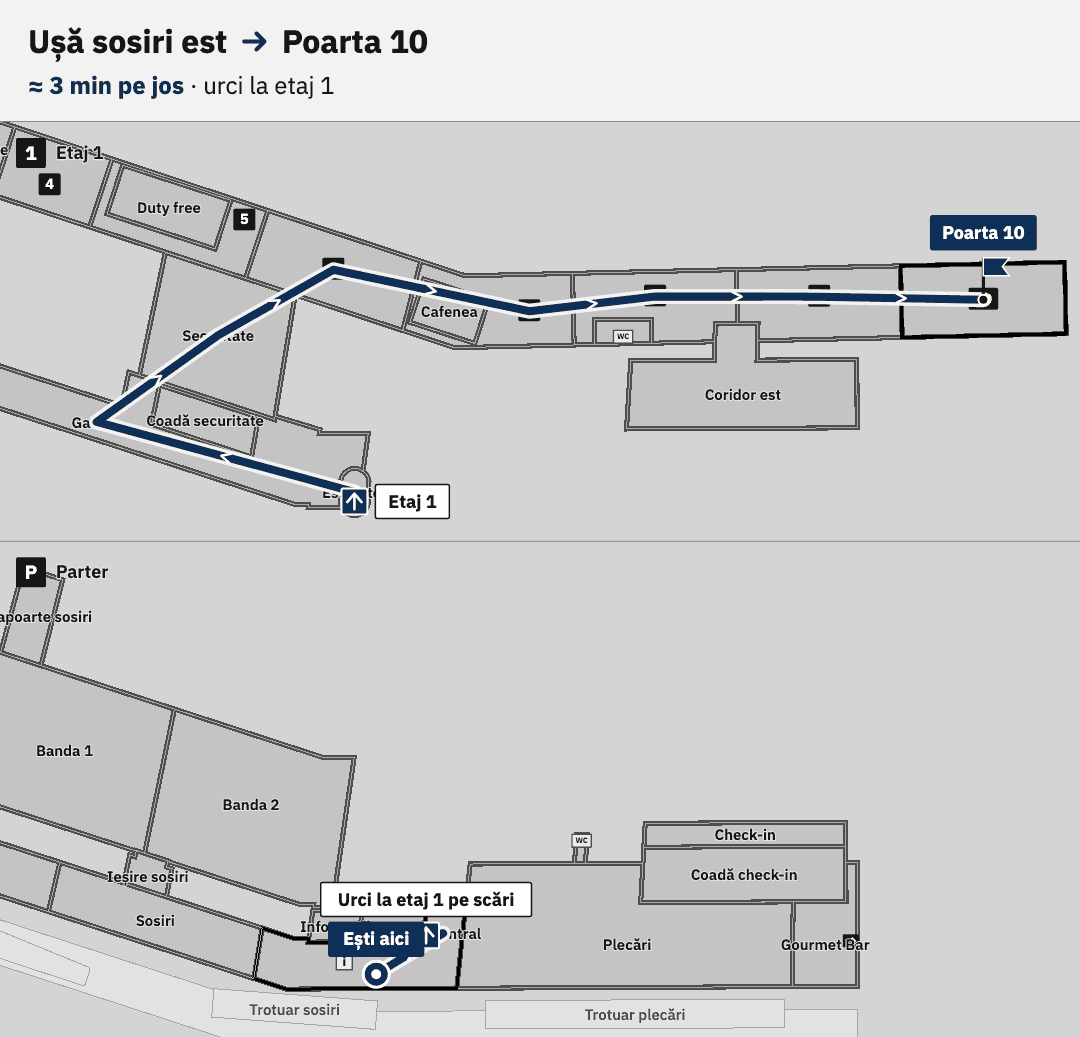 Ușă sosiri est → Poarta 10
≈ 3 min pe jos · urci la etaj 1
1 Etaj 1
4
Duty free
5
Poarta 10
Cafenea
WC
Coridor est
Coadă securitate
Etaj 1
P Parter
sosiri
Banda 1
Banda 2
Check-in
WC
Coadă check-in
Ieșire sosiri
Urci la etaj 1 pe scări
Sosiri
Ești aici
Plecări
Gourmet Bar
i
Trotuar sosiri
Trotuar plecări